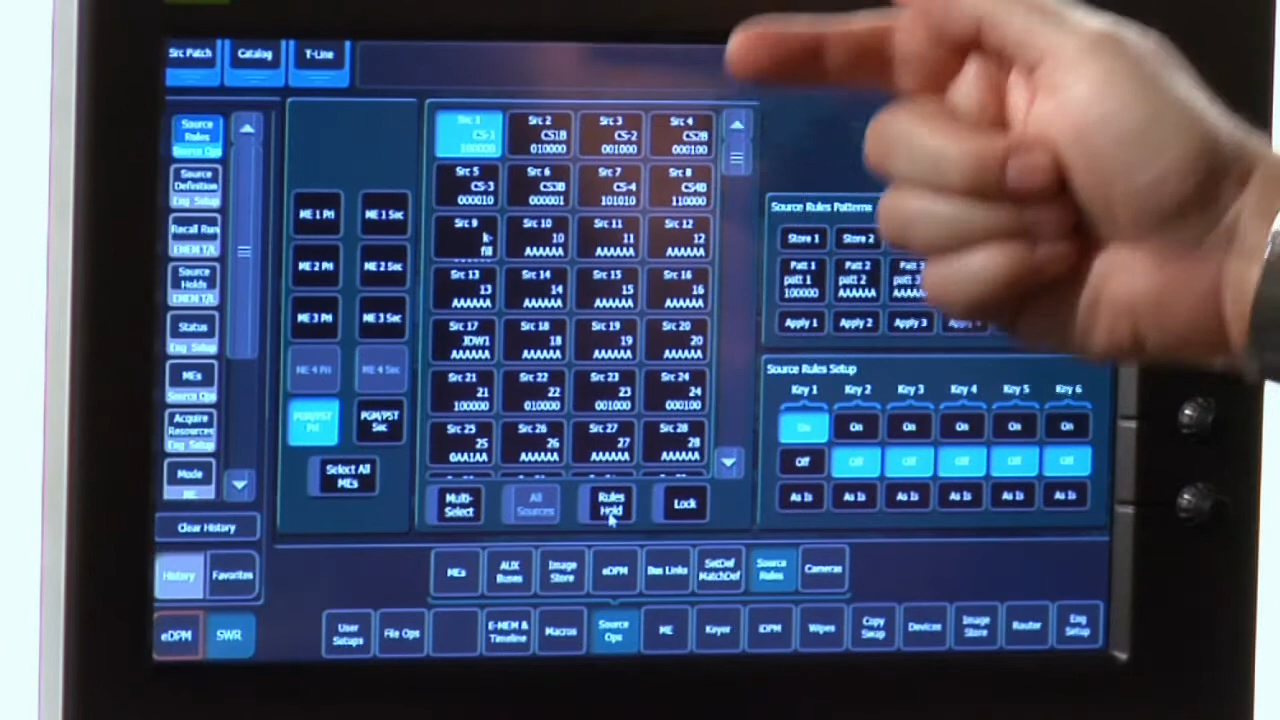 Src Patch
Catalog
T-Line
Source
Rules
Source Ops
Source
Definition
Eng Setup
Recall Run
EMEM T/L
Source
Holds
EMEM T/L
Status
Eng Setup
MEs
Source Ops
Acquire
Resources
Eng Setup
Mode
ME
Clear History
History
Favorites
eDPM
SWR
ME 1 Pri
ME 1 Sec
ME 2 Pri
ME 2 Sec
ME 3 Pri
ME 3 Sec
ME 4 Pri
ME 4 Sec
PGM/PST
Pri
PGM/PST
Sec
Select All
MEs
Src 1
CS-1
100000
Src 2
CS1B
010000
Src 3
CS-2
001000
Src 4
CS2B
000100
Src 5
CS-3
000010
Src 6
CS3B
000001
Src 7
CS-4
101010
Src 8
CS4B
110000
Src 9
k-
fill
Src 10
10
AAAAAA
Src 11
11
AAAAAA
Src 12
12
AAAAAA
Src 13
13
AAAAAA
Src 14
14
AAAAAA
Src 15
15
AAAAAA
Src 16
16
AAAAAA
Src 17
JDW1
AAAAAA
Src 18
18
AAAAAA
Src 19
19
AAAAAA
Src 20
20
AAAAAA
Src 21
21
100000
Src 22
22
010000
Src 23
23
001000
Src 24
24
000100
Src 25
25
0AA1AA
Src 26
26
AAAAAA
Src 27
27
AAAAAA
Src 28
28
AAAAAA
Multi-
Select
All
Sources
Rules
Hold
Lock
Source Rules Patterns
Store 1
Store 2
Patt 1
patt 1
100000
Patt 2
patt 2
AAAAAA
Patt 3
patt 3
Apply 1
Apply 2
Apply 3
Apply 4
Source Rules Setup
Key 1
Key 2
Key 3
Key 4
Key 5
Key 6
On
On
On
On
On
On
Off
Off
Off
Off
Off
Off
As Is
As Is
As Is
As Is
As Is
As Is
MEs
AUX
Buses
Image
Store
eDPM
Bus Links
SetDef
MatchDef
Source
Rules
Cameras
User
Setups
File Ops
E-MEM &
Timeline
Macros
Source
Ops
ME
Keyer
iDPM
Wipes
Copy
Swap
Devices
Image
Store
Router
Eng
Setup